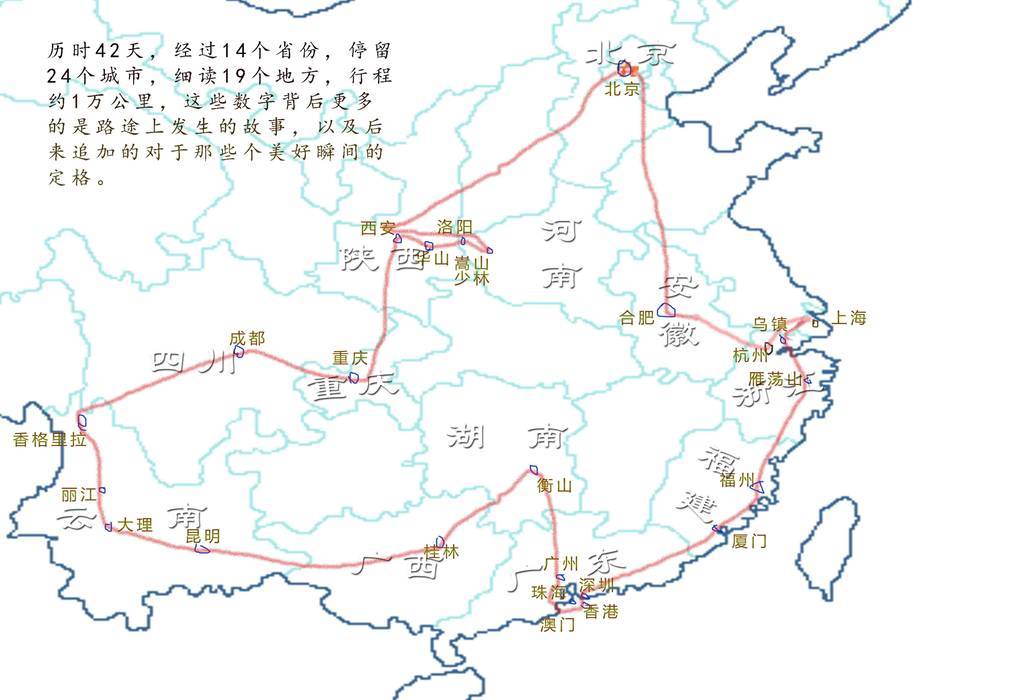 历时42天，经过14个省份，停留
24个城市，细读19个地方，行程
约1万公里，这些数字背后更多
的是路途上发生的故事，以及后
来追加的对于那些个美好瞬间的
定格。
北京
北京
西安
洛阳
河
南
陕西
华山
嵩山
少林
安
徽
合肥
乌镇
上海
杭州
雁荡山
浙江
成都
四川
重庆
重庆
香格里拉
湖南
福
建
福州
衡山
丽江
云南
大理
昆明
厦门
桂林
广西
广东
广州
深圳
珠海
香港
澳门